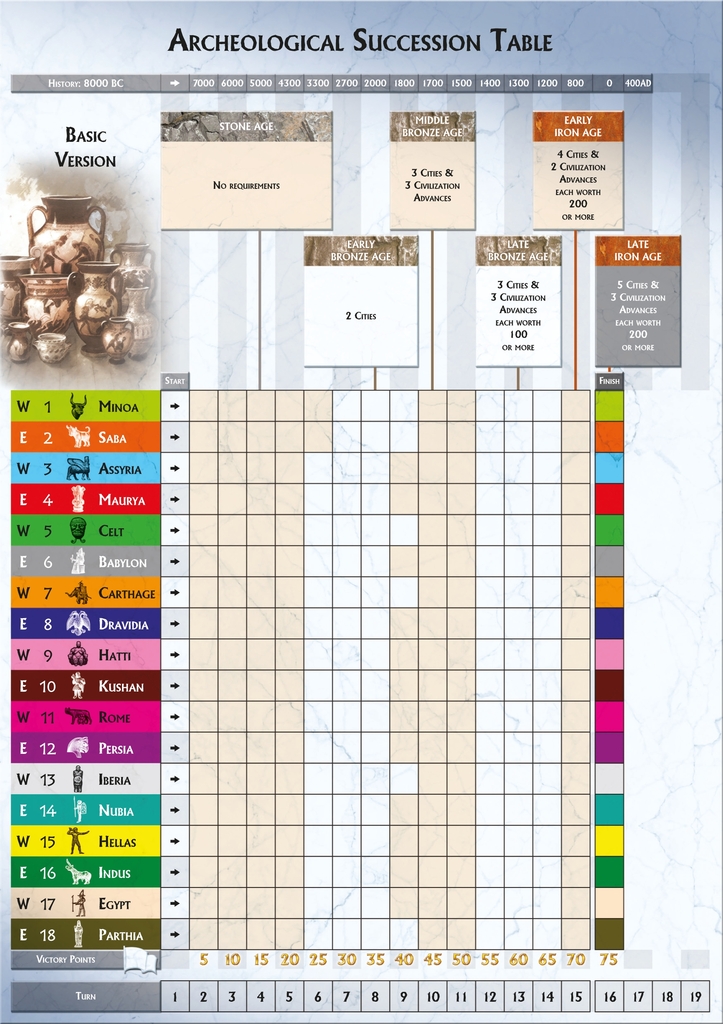 Archeological Succession Table
History: 8000 BC 7000 6000 5000 4300 3300 2700 2000 1800 1700 1500 1400 1300 1200 800 0 400AD
Basic
Version
Stone Age
No requirements
Middle
Bronze Age
3 Cities &
3 Civilization
Advances
Early
Iron Age
4 Cities &
2 Civilization
Advances
each worth
200
or more
Early
Bronze Age
2 Cities
Late
Bronze Age
3 Cities &
3 Civilization
Advances
each worth
100
or more
Late
Iron Age
5 Cities &
3 Civilization
Advances
each worth
200
or more
Start
Finish
W 1 Minoa
E 2 Saba
W 3 Assyria
E 4 Maurya
W 5 Celt
E 6 Babylon
W 7 Carthage
E 8 Dravidia
W 9 Hatti
E 10 Kushan
W 11 Rome
E 12 Persia
W 13 Iberia
E 14 Nubia
W 15 Hellas
E 16 Indus
W 17 Egypt
E 18 Parthia
Victory Points 5 10 15 20 25 30 35 40 45 50 55 60 65 70 75
Turn 1 2 3 4 5 6 7 8 9 10 11 12 13 14 15 16 17 18 19